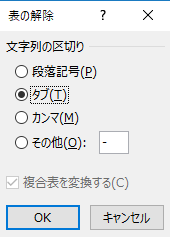 表の解除
文字列の区切り
段落記号(P)
タブ(T)
カンマ(M)
その他(O): -
複合表を変換する(C)
OK キャンセル